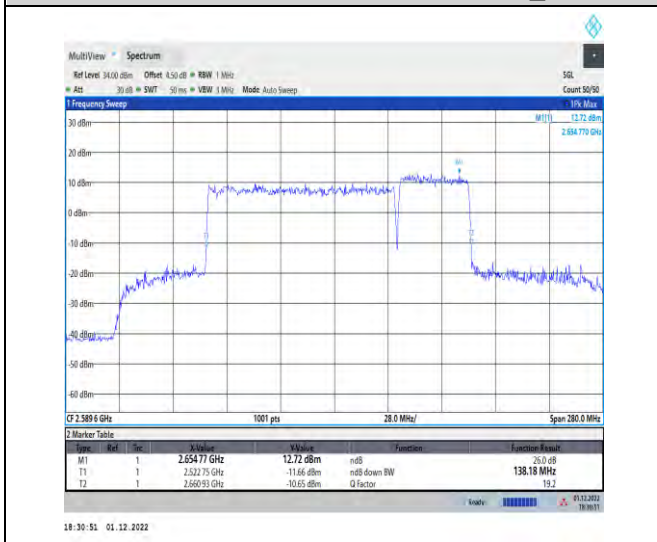 MultiView Spectrum
Ref Level 34.00 dBm Offset 4.50 dB RBW 1 MHz SGL
Att 30 dB SWT 50 ms VBW 3 MHz Mode Auto Sweep Count 50/50
1 Frequency Sweep 1Pk Max
M1[1] 12.72 dBm
2.654 770 GHz
30 dBm
20 dBm
M1
10 dBm
0 dBm
-10 dBm
-20 dBm
-30 dBm
-40 dBm
-50 dBm
-60 dBm
CF 2.589 6 GHz 1001 pts 28.0 MHz/ Span 280.0 MHz
2 Marker Table
Type Ref Trc X-Value Y-Value Function Function Result
M1 1 2.654 77 GHz 12.72 dBm ndB 26.0 dB
T1 1 2.522 75 GHz -11.66 dBm ndB down BW 138.18 MHz
T2 1 2.660 93 GHz -10.65 dBm Q Factor 19.2
Ready 01.12.2022
18:30:51
18:30:51 01.12.2022